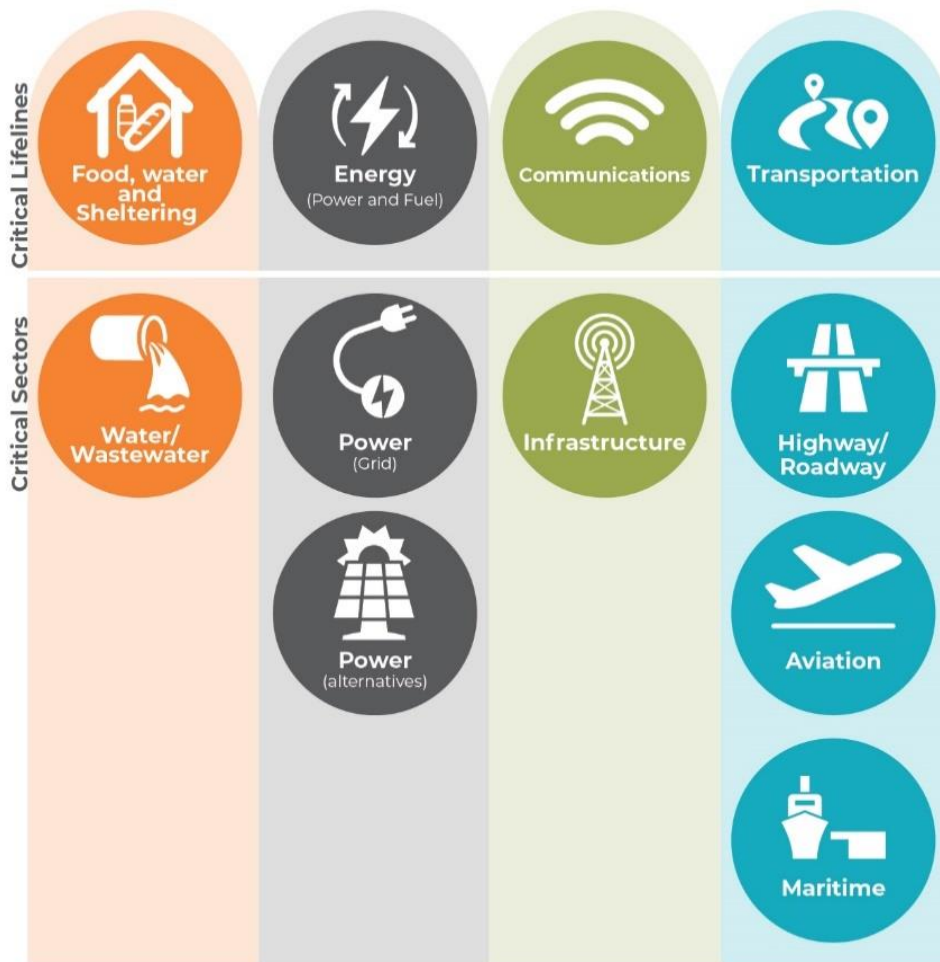 Critical Lifelines
Food, water
and
Sheltering
Energy
(Power and Fuel)
Communications
Transportation
Critical Sectors
Water/
Wastewater
Power
(Grid)
Infrastructure
Highway/
Roadway
Power
(alternatives)
Aviation
Maritime